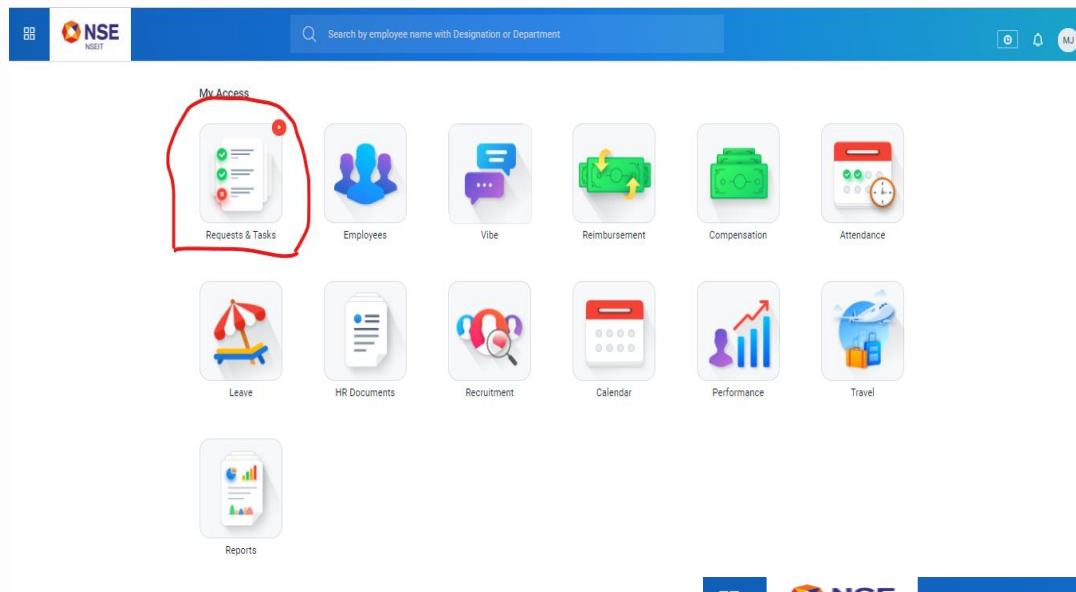 NSE
NSEIT
Search by employee name with Designation or Department
MJ
My Access
Requests & Tasks
Employees
Vibe
Reimbursement
Compensation
Attendance
Leave
HR Documents
Recruitment
Calendar
Performance
Travel
Reports
NSE